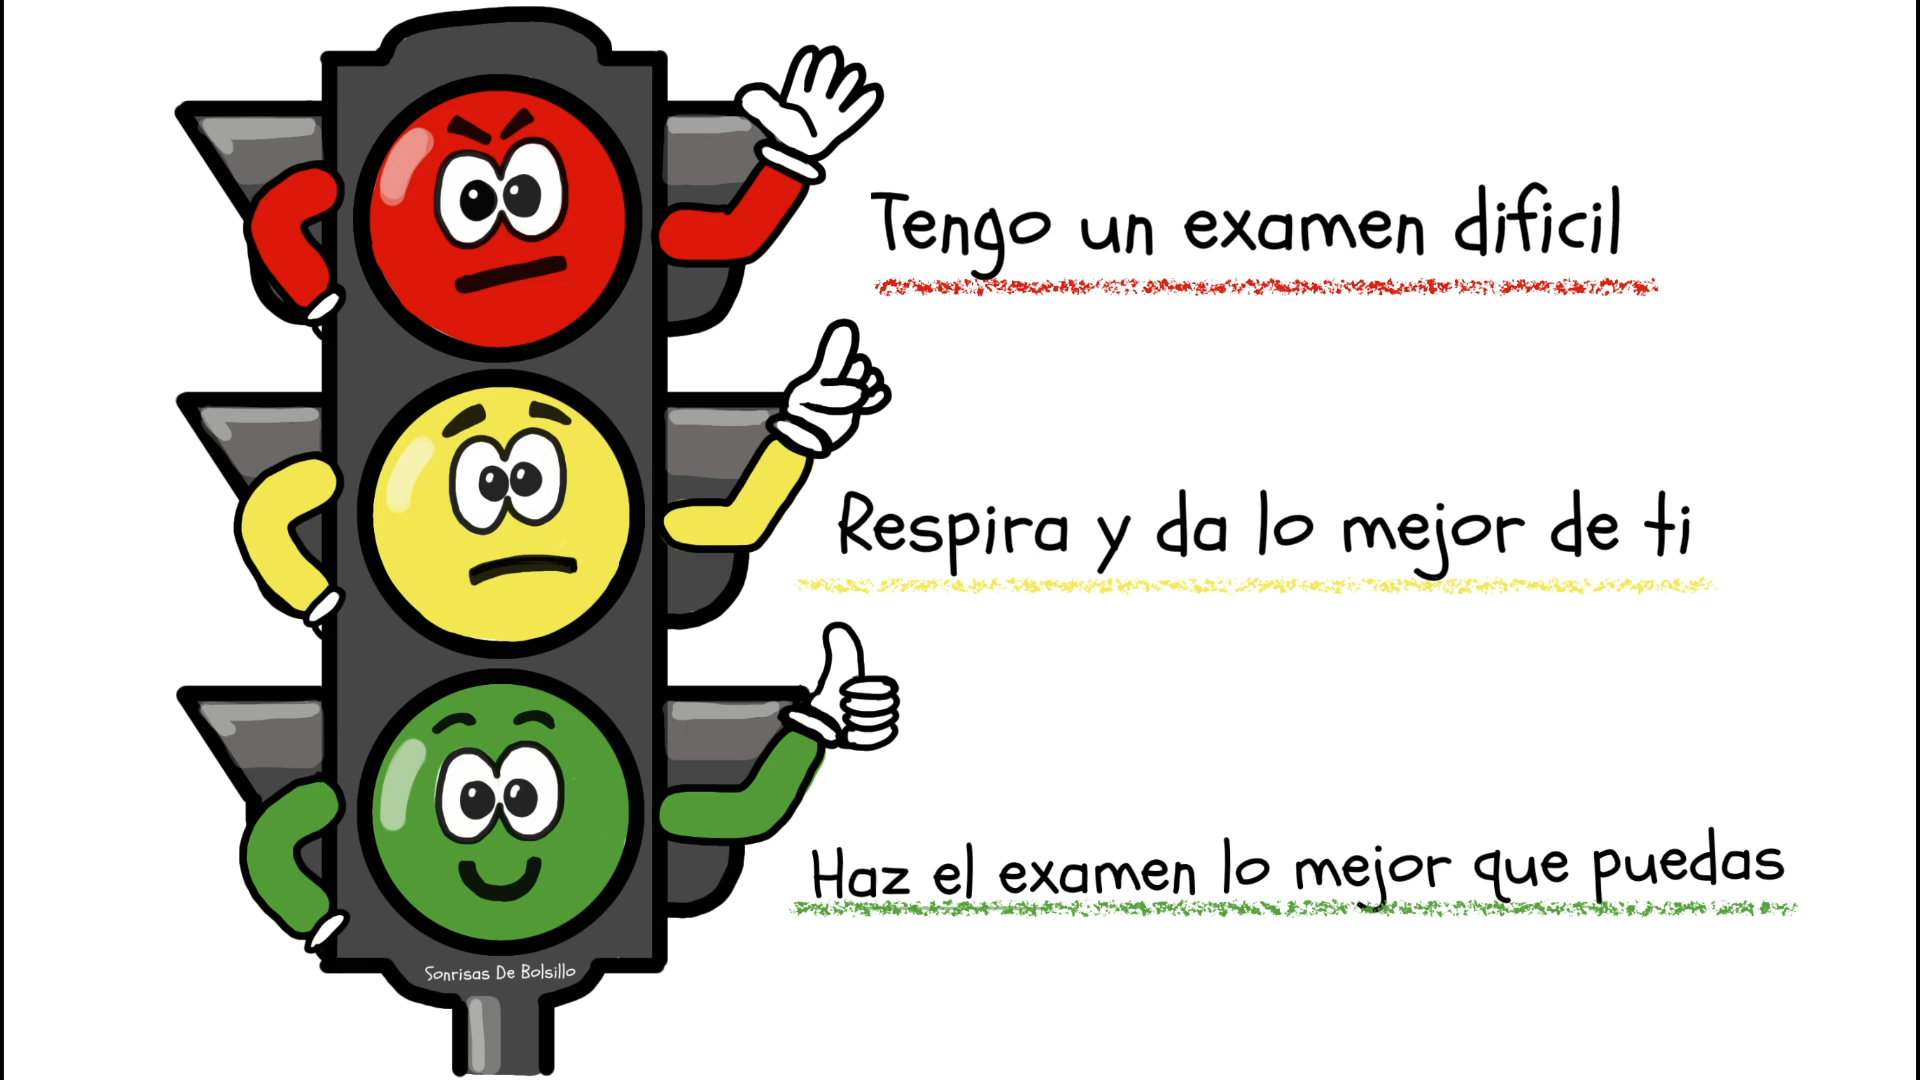 Tengo un examen dificil
Respira y da lo mejor de ti
Haz el examen lo mejor que puedas
Sonrisas De Bolsillo